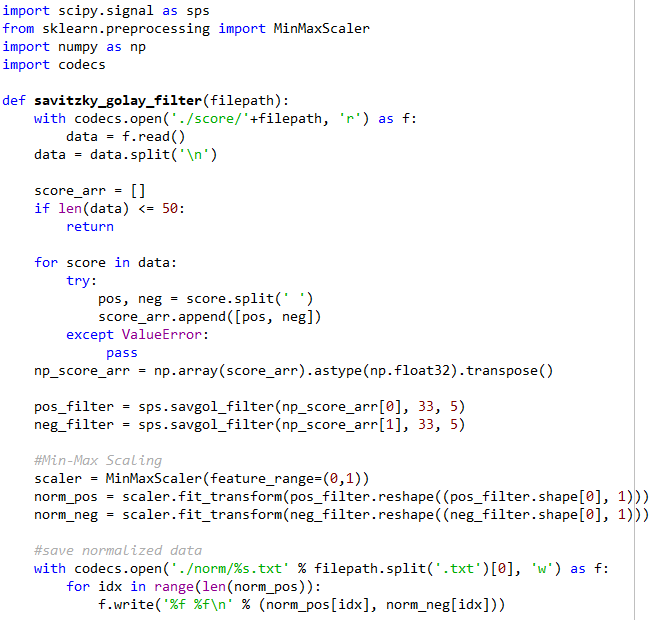 import scipy.signal as sps
from sklearn.preprocessing import MinMaxScaler
import numpy as np
import codecs

def savitzky_golay_filter(filepath):
    with codecs.open('./score/'+filepath, 'r') as f:
        data = f.read()
    data = data.split('\n')

    score_arr = []
    if len(data) <= 50:
        return

    for score in data:
        try:
            pos, neg = score.split(' ')
            score_arr.append([pos, neg])
        except ValueError:
             pass
    np_score_arr = np.array(score_arr).astype(np.float32).transpose()

    pos_filter = sps.savgol_filter(np_score_arr[0], 33, 5)
    neg_filter = sps.savgol_filter(np_score_arr[1], 33, 5)

    #Min-Max Scaling
    scaler = MinMaxScaler(feature_range=(0,1))
    norm_pos = scaler.fit_transform(pos_filter.reshape((pos_filter.shape[0], 1)))
    norm_neg = scaler.fit_transform(neg_filter.reshape((neg_filter.shape[0], 1)))

    #save normalized data
    with codecs.open('./norm/%s.txt' % filepath.split('.txt')[0], 'w') as f:
        for idx in range(len(norm_pos)):
            f.write('%f %f\n' % (norm_pos[idx], norm_neg[idx]))